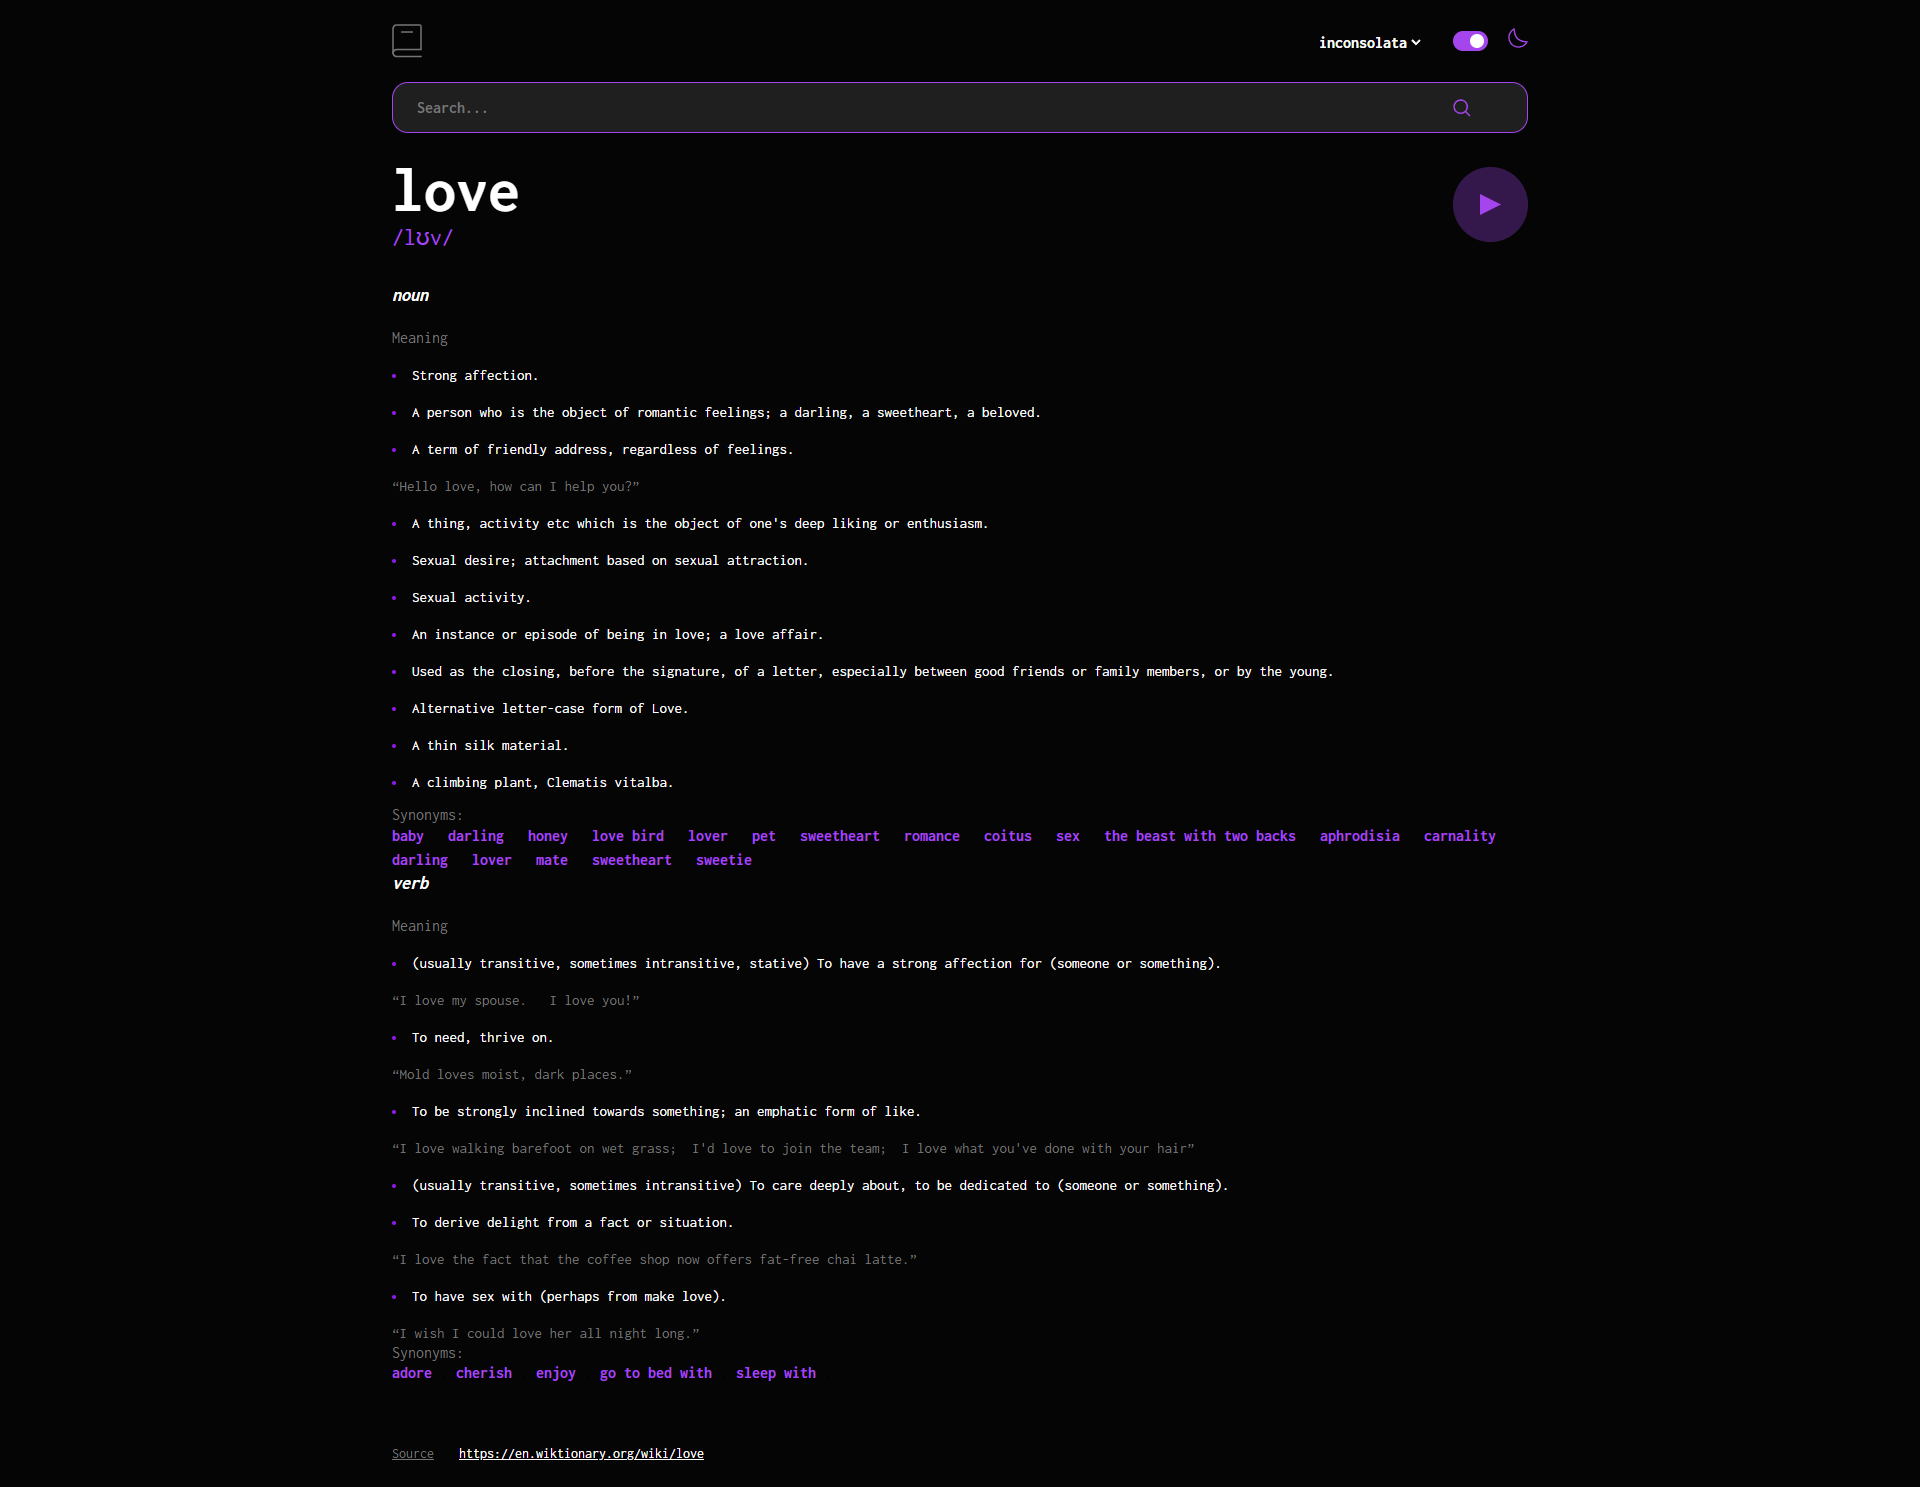 inconsolata
Search...
love
/lʊv/
noun
Meaning
• Strong affection.
• A person who is the object of romantic feelings; a darling, a sweetheart, a beloved.
• A term of friendly address, regardless of feelings.
“Hello love, how can I help you?”
• A thing, activity etc which is the object of one's deep liking or enthusiasm.
• Sexual desire; attachment based on sexual attraction.
• Sexual activity.
• An instance or episode of being in love; a love affair.
• Used as the closing, before the signature, of a letter, especially between good friends or family members, or by the young.
• Alternative letter-case form of Love.
• A thin silk material.
• A climbing plant, Clematis vitalba.
Synonyms:
baby darling honey love bird lover pet sweetheart romance coitus sex the beast with two backs aphrodisia carnality
darling lover mate sweetheart sweetie
verb
Meaning
• (usually transitive, sometimes intransitive, stative) To have a strong affection for (someone or something).
“I love my spouse.   I love you!”
• To need, thrive on.
“Mold loves moist, dark places.”
• To be strongly inclined towards something; an emphatic form of like.
“I love walking barefoot on wet grass;  I'd love to join the team;  I love what you've done with your hair”
• (usually transitive, sometimes intransitive) To care deeply about, to be dedicated to (someone or something).
• To derive delight from a fact or situation.
“I love the fact that the coffee shop now offers fat-free chai latte.”
• To have sex with (perhaps from make love).
“I wish I could love her all night long.”
Synonyms:
adore cherish enjoy go to bed with sleep with
Source https://en.wiktionary.org/wiki/love